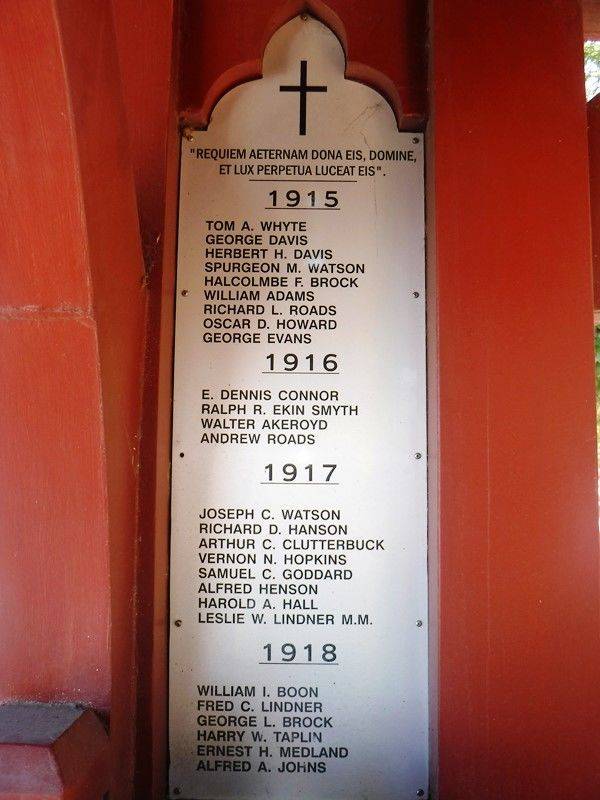 "REQUIEM AETERNAM DONA EIS, DOMINE,
ET LUX PERPETUA LUCEAT EIS".
1915
TOM A. WHYTE
GEORGE DAVIS
HERBERT H. DAVIS
SPURGEON M. WATSON
HALCOLMBE F. BROCK
WILLIAM ADAMS
RICHARD L. ROADS
OSCAR D. HOWARD
GEORGE EVANS
1916
E. DENNIS CONNOR
RALPH R. EKIN SMYTH
WALTER AKEROYD
ANDREW ROADS
1917
JOSEPH C. WATSON
RICHARD D. HANSON
ARTHUR C. CLUTTERBUCK
VERNON N. HOPKINS
SAMUEL C. GODDARD
ALFRED HENSON
HAROLD A. HALL
LESLIE W. LINDNER M.M.
1918
WILLIAM I. BOON
FRED C. LINDNER
GEORGE L. BROCK
HARRY W. TAPLIN
ERNEST H. MEDLAND
ALFRED A. JOHNS